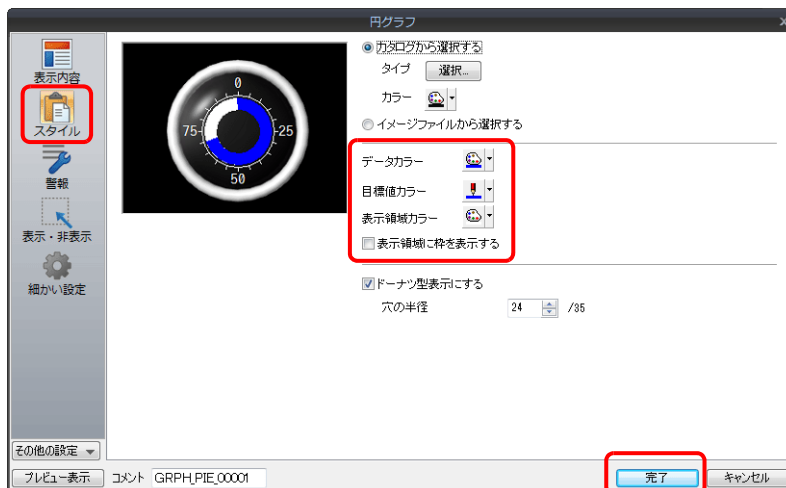 円グラフ
表示内容
スタイル
警報
表示・非表示
細かい設定
その他の設定
0
75
25
50
カタログから選択する
タイプ 選択...
カラー
イメージファイルから選択する
データカラー
目標値カラー
表示領域カラー
表示領域に枠を表示する
ドーナツ型表示にする
穴の半径 24 /35
プレビュー表示 コメント GRPH_PIE_00001 完了 キャンセル